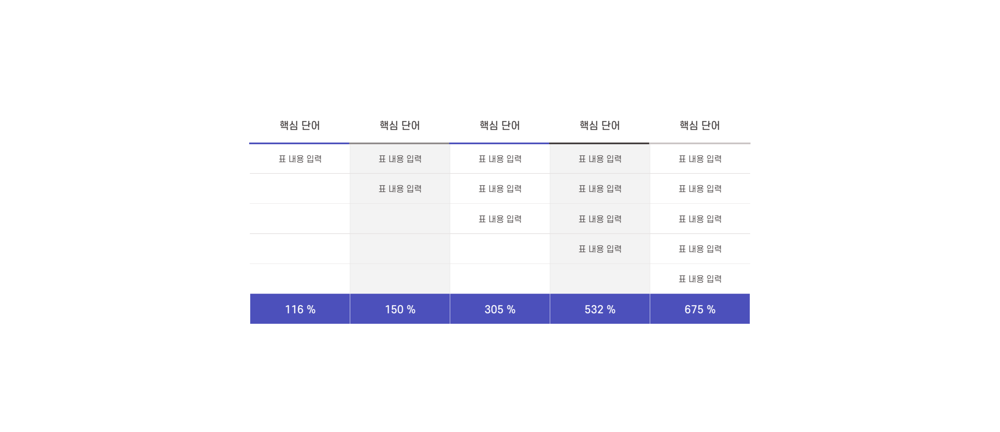 핵심 단어 핵심 단어 핵심 단어 핵심 단어 핵심 단어
표 내용 입력 표 내용 입력 표 내용 입력 표 내용 입력 표 내용 입력
표 내용 입력 표 내용 입력 표 내용 입력 표 내용 입력
표 내용 입력 표 내용 입력 표 내용 입력
표 내용 입력 표 내용 입력
표 내용 입력
116 % 150 % 305 % 532 % 675 %